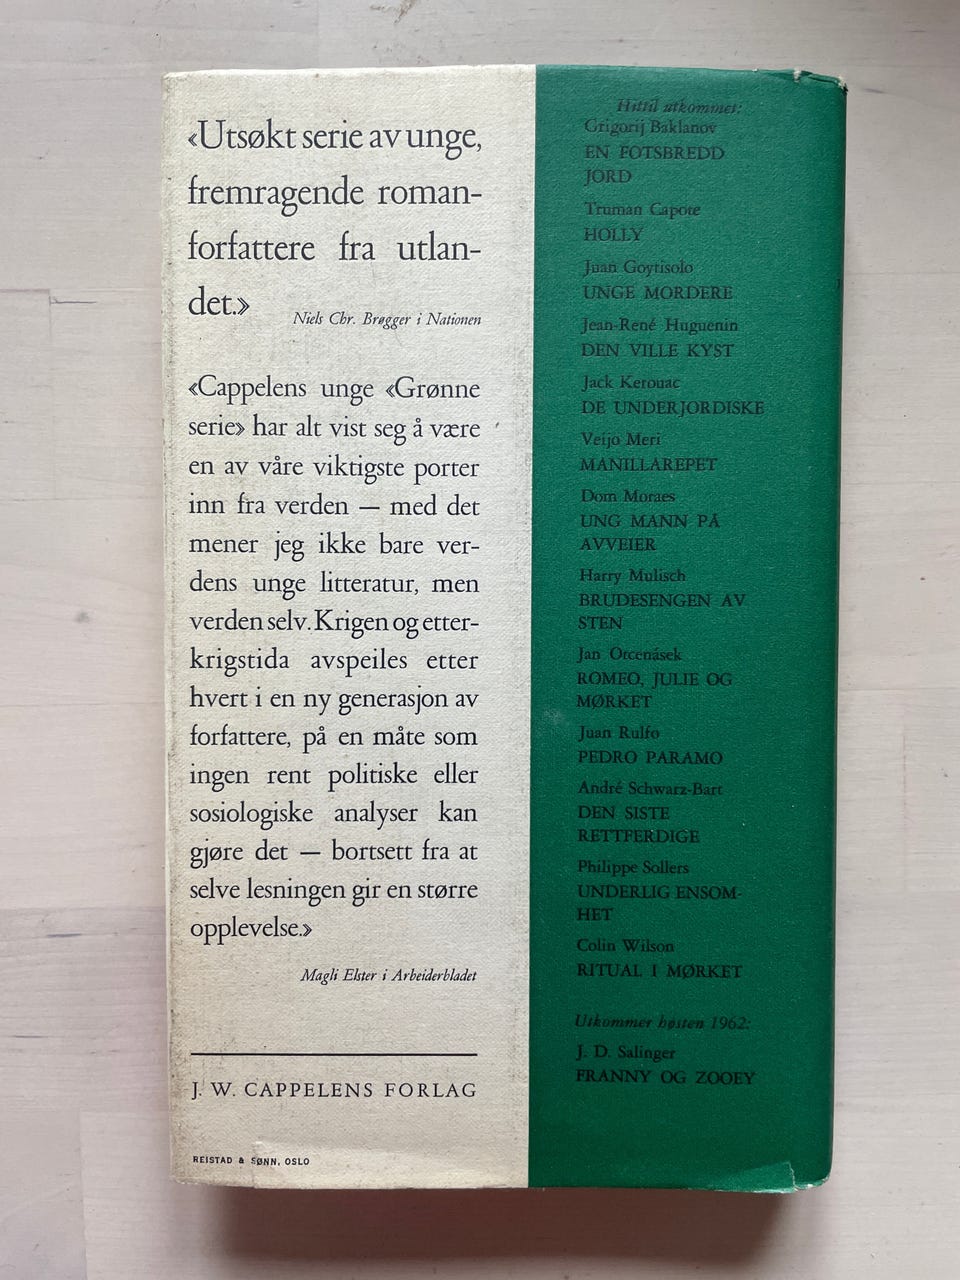 «Utsøkt serie av unge,
fremragende roman-
forfattere fra utlan-
det.»
Niels Chr. Brøgger i Nationen
«Cappelens unge «Grønne
serie» har alt vist seg å være
en av våre viktigste porter
inn fra verden — med det
mener jeg ikke bare ver-
dens unge litteratur, men
verden selv. Krigen og etter-
krigstida avspeiles etter
hvert i en ny generasjon av
forfattere, på en måte som
ingen rent politiske eller
sosiologiske analyser kan
gjøre det — bortsett fra at
selve lesningen gir en større
opplevelse.»
Magli Elster i Arbeiderbladet
J. W. CAPPELENS FORLAG
REISTAD & SØNN, OSLO
Hittil utkommet:
Grigorij Baklanov
EN FOTSBREDD
JORD
Truman Capote
HOLLY
Juan Goytisolo
UNGE MORDERE
Jean-René Huguenin
DEN VILLE KYST
Jack Kerouac
DE UNDERJORDISKE
Veijo Meri
MANILLAREPET
Dom Moraes
UNG MANN PÅ
AVVEIER
Harry Mulisch
BRUDESENGEN AV
STEN
Jan Otcenásek
ROMEO, JULIE OG
MØRKET
Juan Rulfo
PEDRO PARAMO
André Schwarz-Bart
DEN SISTE
RETTFERDIGE
Philippe Sollers
UNDERLIG ENSOM-
HET
Colin Wilson
RITUAL I MØRKET
Utkommer høsten 1962:
J. D. Salinger
FRANNY OG ZOOEY